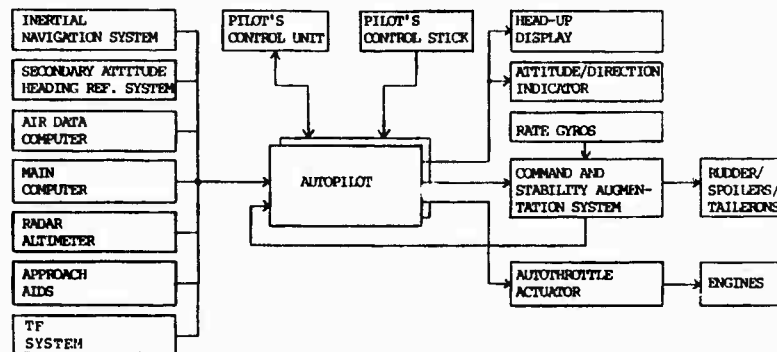 INERTIAL
NAVIGATION SYSTEM
SECONDARY ATTITUDE
HEADING REF. SYSTEM
AIR DATA
COMPUTER
MAIN
COMPUTER
RADAR
ALTIMETER
APPROACH
AIDS
TF
SYSTEM
PILOT'S
CONTROL UNIT
PILOT'S
CONTROL STICK
AUTOPILOT
HEAD-UP
DISPLAY
ATTITUDE/DIRECTION
INDICATOR
RATE GYROS
COMMAND AND
STABILITY AUGMEN-
TATION SYSTEM
AUTOTHROTTLE
ACTUATOR
RUDDER/
SPOILERS/
TAILERONS
ENGINES